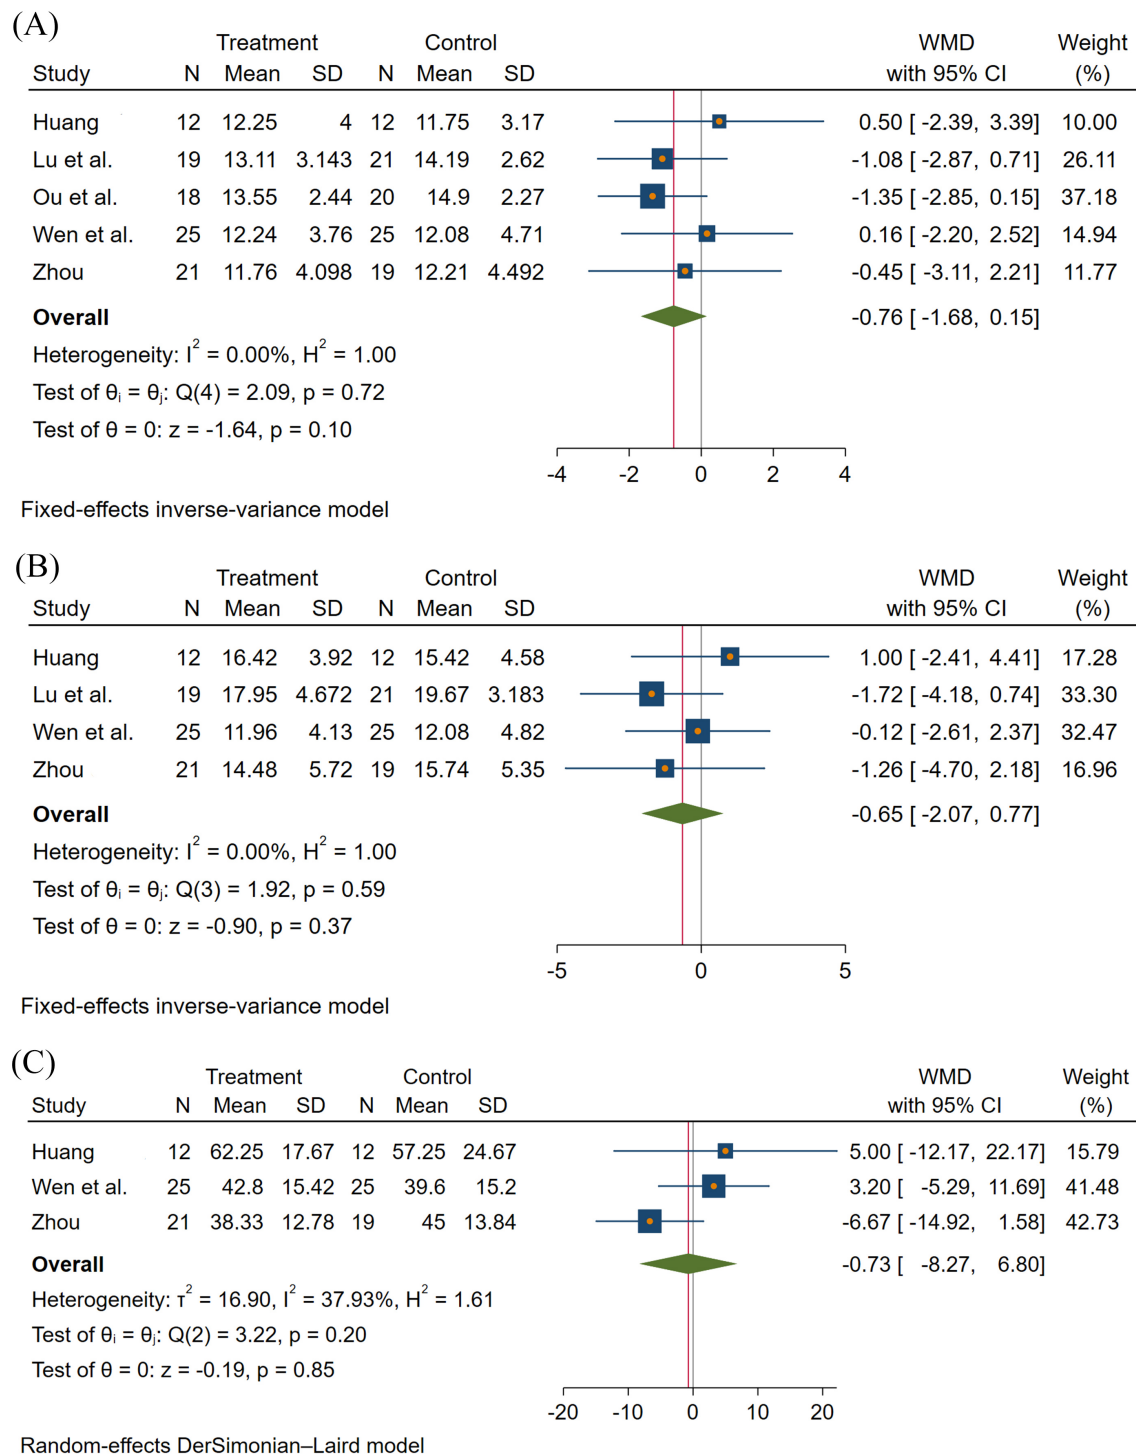 (A)
Treatment Control WMD Weight
Study N Mean SD N Mean SD with 95% CI (%)
Huang 12 12.25 4 12 11.75 3.17 0.50 [ -2.39, 3.39] 10.00
Lu et al. 19 13.11 3.143 21 14.19 2.62 -1.08 [ -2.87, 0.71] 26.11
Ou et al. 18 13.55 2.44 20 14.9 2.27 -1.35 [ -2.85, 0.15] 37.18
Wen et al. 25 12.24 3.76 25 12.08 4.71 0.16 [ -2.20, 2.52] 14.94
Zhou 21 11.76 4.098 19 12.21 4.492 -0.45 [ -3.11, 2.21] 11.77
Overall -0.76 [ -1.68, 0.15]
Heterogeneity: I² = 0.00%, H² = 1.00
Test of θᵢ = θⱼ: Q(4) = 2.09, p = 0.72
Test of θ = 0: z = -1.64, p = 0.10
-4 -2 0 2 4
Fixed-effects inverse-variance model
(B)
Treatment Control WMD Weight
Study N Mean SD N Mean SD with 95% CI (%)
Huang 12 16.42 3.92 12 15.42 4.58 1.00 [ -2.41, 4.41] 17.28
Lu et al. 19 17.95 4.672 21 19.67 3.183 -1.72 [ -4.18, 0.74] 33.30
Wen et al. 25 11.96 4.13 25 12.08 4.82 -0.12 [ -2.61, 2.37] 32.47
Zhou 21 14.48 5.72 19 15.74 5.35 -1.26 [ -4.70, 2.18] 16.96
Overall -0.65 [ -2.07, 0.77]
Heterogeneity: I² = 0.00%, H² = 1.00
Test of θᵢ = θⱼ: Q(3) = 1.92, p = 0.59
Test of θ = 0: z = -0.90, p = 0.37
-5 0 5
Fixed-effects inverse-variance model
(C)
Treatment Control WMD Weight
Study N Mean SD N Mean SD with 95% CI (%)
Huang 12 62.25 17.67 12 57.25 24.67 5.00 [ -12.17, 22.17] 15.79
Wen et al. 25 42.8 15.42 25 39.6 15.2 3.20 [ -5.29, 11.69] 41.48
Zhou 21 38.33 12.78 19 45 13.84 -6.67 [ -14.92, 1.58] 42.73
Overall -0.73 [ -8.27, 6.80]
Heterogeneity: τ² = 16.90, I² = 37.93%, H² = 1.61
Test of θᵢ = θⱼ: Q(2) = 3.22, p = 0.20
Test of θ = 0: z = -0.19, p = 0.85
-20 -10 0 10 20
Random-effects DerSimonian–Laird model